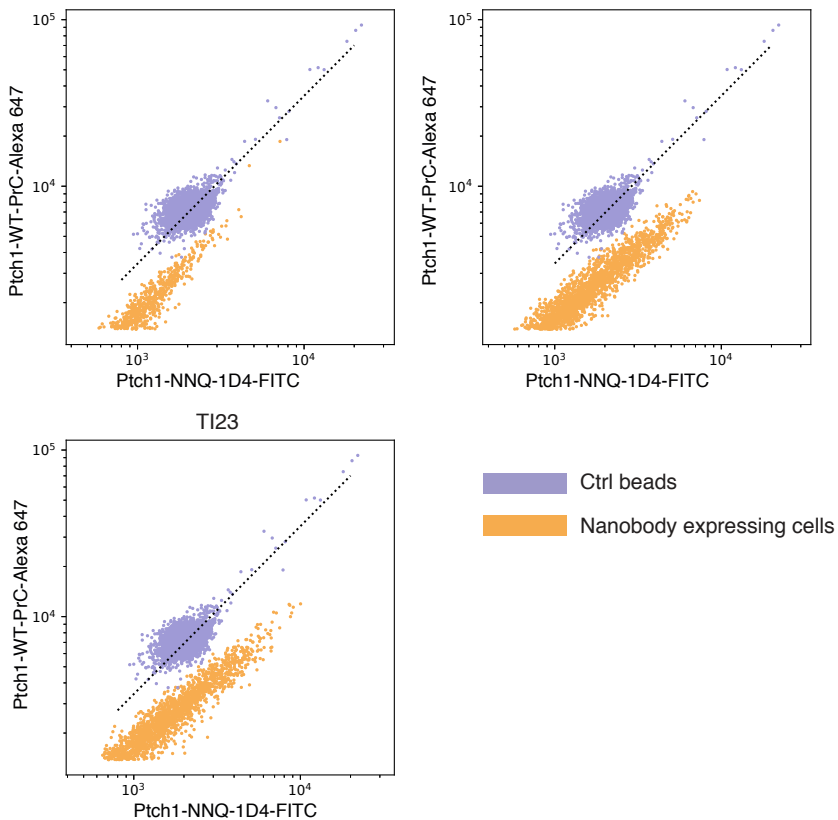 10⁵
10⁴
Ptch1-WT-PrC-Alexa 647
10³
10⁴
Ptch1-NNQ-1D4-FITC
10⁵
10⁴
Ptch1-WT-PrC-Alexa 647
10³
10⁴
Ptch1-NNQ-1D4-FITC
TI23
10⁵
10⁴
Ptch1-WT-PrC-Alexa 647
10³
10⁴
Ptch1-NNQ-1D4-FITC
Ctrl beads
Nanobody expressing cells